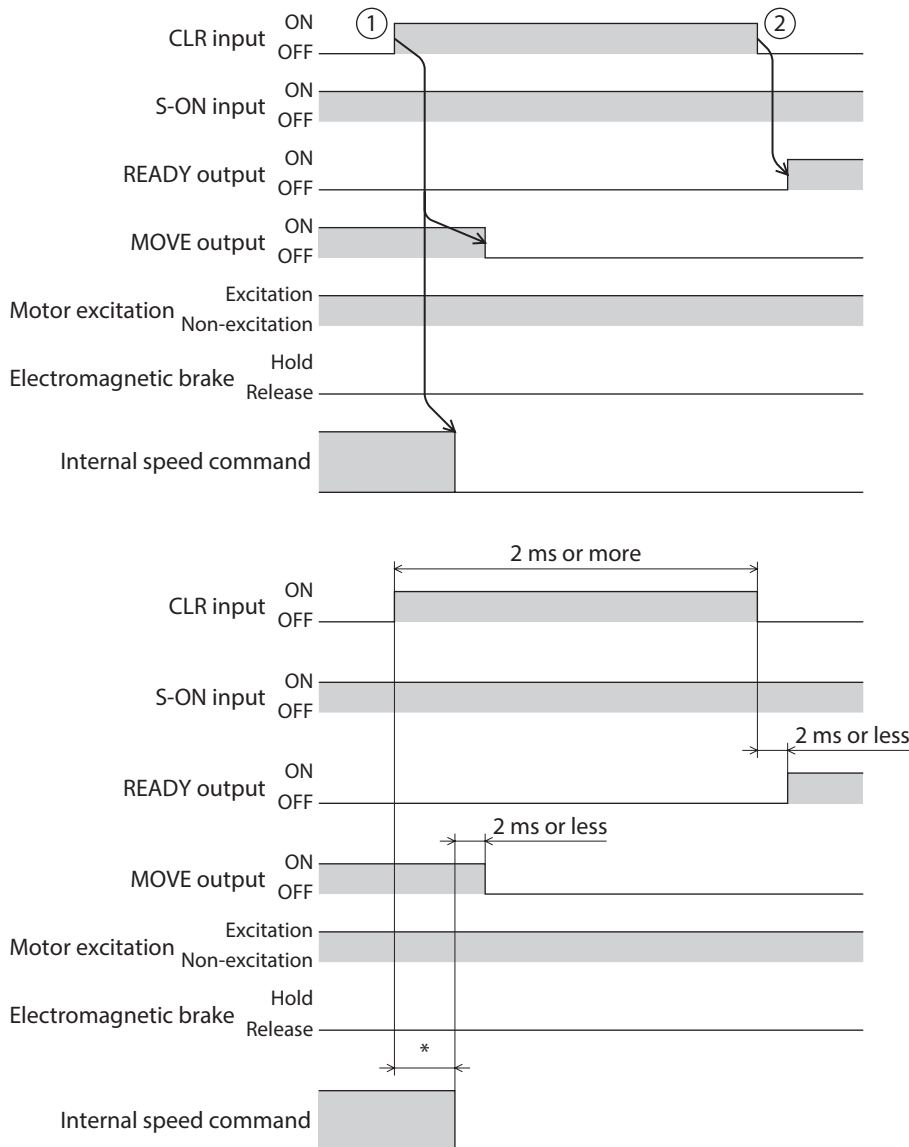 CLR input ON ① ②
OFF
S-ON input ON
OFF
READY output ON
OFF
MOVE output ON
OFF
Motor excitation Excitation
Non-excitation
Electromagnetic brake Hold
Release
Internal speed command
2 ms or more
CLR input ON
OFF
S-ON input ON
OFF
2 ms or less
READY output ON
OFF
2 ms or less
MOVE output ON
OFF
Motor excitation Excitation
Non-excitation
Electromagnetic brake Hold
Release
*
Internal speed command